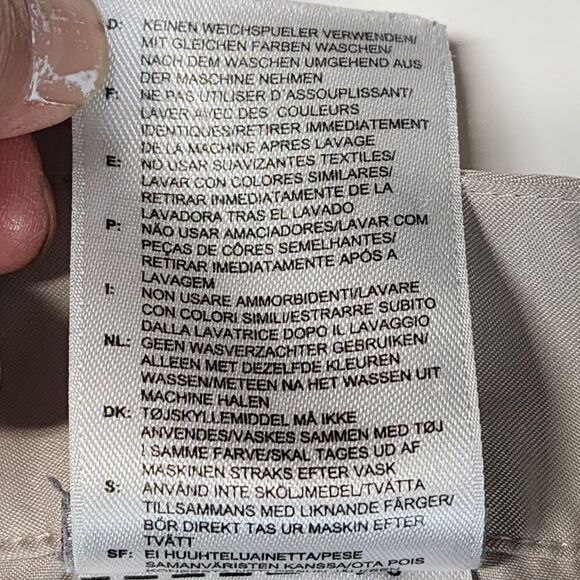 D: KEINEN WEICHSPUELER VERWENDEN/
MIT GLEICHEN FARBEN WASCHEN/
NACH DEM WASCHEN UMGEHEND AUS
DER MASCHINE NEHMEN
F: NE PAS UTILISER D'ASSOUPLISSANT/
LAVER AVEC DES COULEURS
IDENTIQUES/RETIRER IMMEDIATEMENT
DE LA MACHINE APRES LAVAGE
E: NO USAR SUAVIZANTES TEXTILES/
LAVAR CON COLORES SIMILARES/
RETIRAR INMEDIATAMENTE DE LA
LAVADORA TRAS EL LAVADO
P: NÃO USAR AMACIADORES/LAVAR COM
PEÇAS DE CÔRES SEMELHANTES/
RETIRAR IMEDIATAMENTE APÓS A
LAVAGEM
I: NON USARE AMMORBIDENTI/LAVARE
CON COLORI SIMILI/ESTRARRE SUBITO
DALLA LAVATRICE DOPO IL LAVAGGIO
NL: GEEN WASVERZACHTER GEBRUIKEN/
ALLEEN MET DEZELFDE KLEUREN
WASSEN/METEEN NA HET WASSEN UIT
MACHINE HALEN
DK: TØJSKYLLEMIDDEL MÅ IKKE
ANVENDES/VASKES SAMMEN MED TØJ
I SAMME FARVE/SKAL TAGES UD AF
MASKINEN STRAKS EFTER VASK
S: ANVÄND INTE SKÖLJMEDEL/TVÄTTA
TILLSAMMANS MED LIKNANDE FÄRGER/
BÖR DIREKT TAS UR MASKIN EFTER
TVÄTT
SF: EI HUUHTELUAINETTA/PESE
SAMANVÄRISTEN KANSSA/OTA POIS